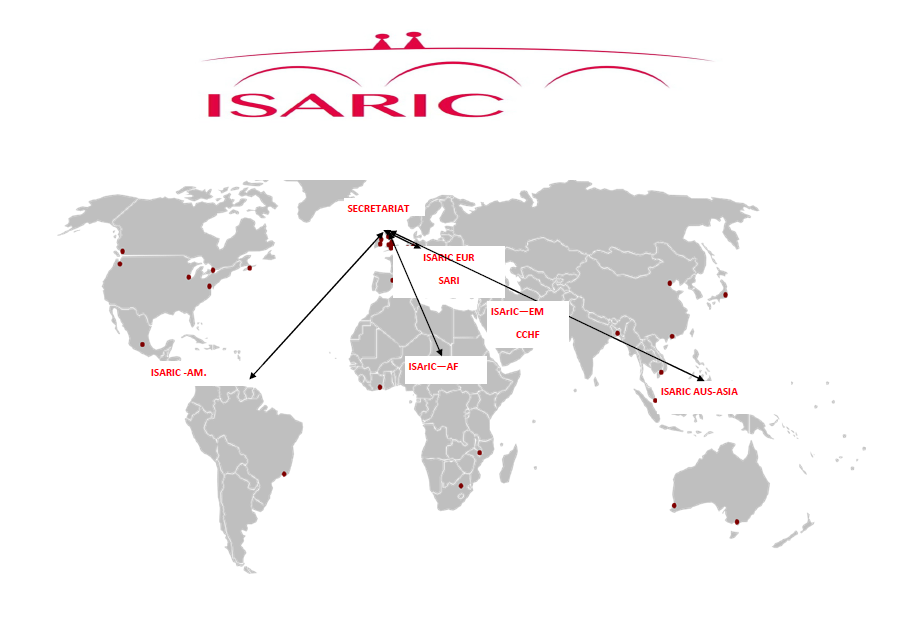 ISARIC
SECRETARIAT
ISARIC EUR
SARI
ISArIC—EM
CCHF
ISArIC—AF
ISARIC -AM.
ISARIC AUS-ASIA